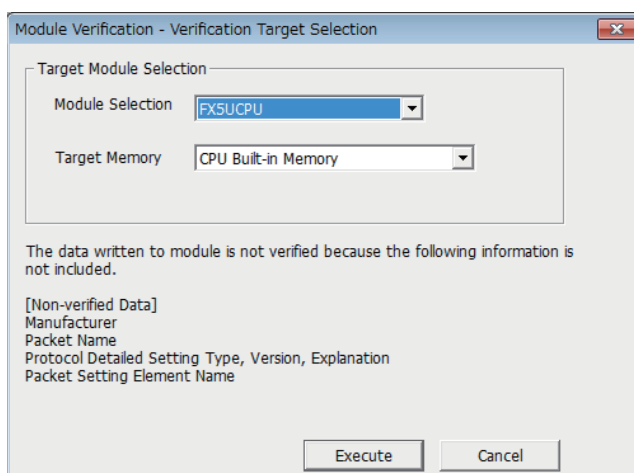 Module Verification - Verification Target Selection
Target Module Selection
Module Selection FX5UCPU
Target Memory CPU Built-in Memory
The data written to module is not verified because the following information is
not included.
[Non-verified Data]
Manufacturer
Packet Name
Protocol Detailed Setting Type, Version, Explanation
Packet Setting Element Name
Execute Cancel